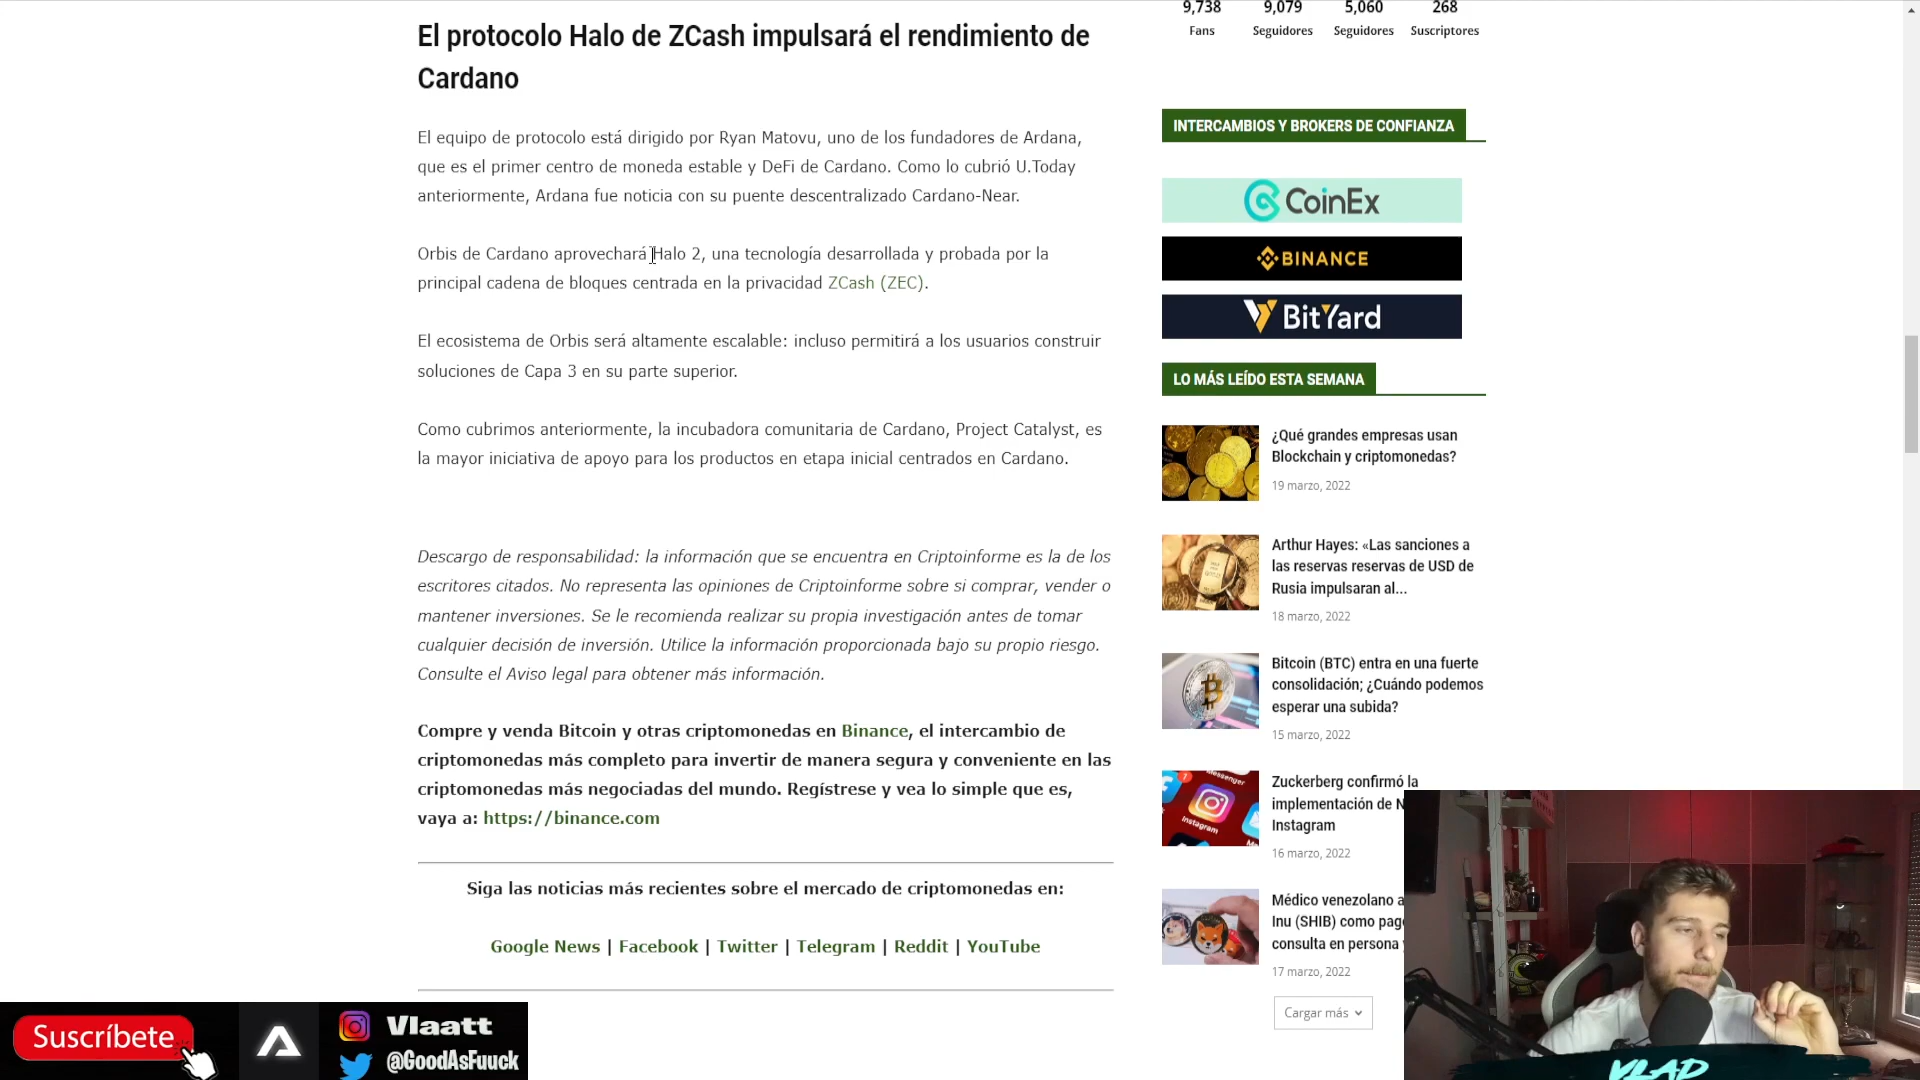 El protocolo Halo de ZCash impulsará el rendimiento de
Cardano
El equipo de protocolo está dirigido por Ryan Matovu, uno de los fundadores de Ardana,
que es el primer centro de moneda estable y DeFi de Cardano. Como lo cubrió U.Today
anteriormente, Ardana fue noticia con su puente descentralizado Cardano-Near.
Orbis de Cardano aprovechará Halo 2, una tecnología desarrollada y probada por la
principal cadena de bloques centrada en la privacidad ZCash (ZEC).
El ecosistema de Orbis será altamente escalable: incluso permitirá a los usuarios construir
soluciones de Capa 3 en su parte superior.
Como cubrimos anteriormente, la incubadora comunitaria de Cardano, Project Catalyst, es
la mayor iniciativa de apoyo para los productos en etapa inicial centrados en Cardano.
Descargo de responsabilidad: la información que se encuentra en Criptoinforme es la de los
escritores citados. No representa las opiniones de Criptoinforme sobre si comprar, vender o
mantener inversiones. Se le recomienda realizar su propia investigación antes de tomar
cualquier decisión de inversión. Utilice la información proporcionada bajo su propio riesgo.
Consulte el Aviso legal para obtener más información.
Compre y venda Bitcoin y otras criptomonedas en Binance, el intercambio de
criptomonedas más completo para invertir de manera segura y conveniente en las
criptomonedas más negociadas del mundo. Regístrese y vea lo simple que es,
vaya a: https://binance.com
Siga las noticias más recientes sobre el mercado de criptomonedas en:
Google News | Facebook | Twitter | Telegram | Reddit | YouTube
9,738 9,079 5,060 268
Fans Seguidores Seguidores Suscriptores
INTERCAMBIOS Y BROKERS DE CONFIANZA
CoinEx
BINANCE
BitYard
LO MÁS LEÍDO ESTA SEMANA
¿Qué grandes empresas usan
Blockchain y criptomonedas?
19 marzo, 2022
Arthur Hayes: «Las sanciones a
las reservas reservas de USD de
Rusia impulsaran al...
18 marzo, 2022
Bitcoin (BTC) entra en una fuerte
consolidación; ¿Cuándo podemos
esperar una subida?
15 marzo, 2022
Messenger
1
Instagram
Zuckerberg confirmó la
implementación de N
Instagram
16 marzo, 2022
Médico venezolano a
Inu (SHIB) como pag
consulta en persona
17 marzo, 2022
Cargar más
Suscríbete
Vlaatt
@GoodAsFuuck
VLAD